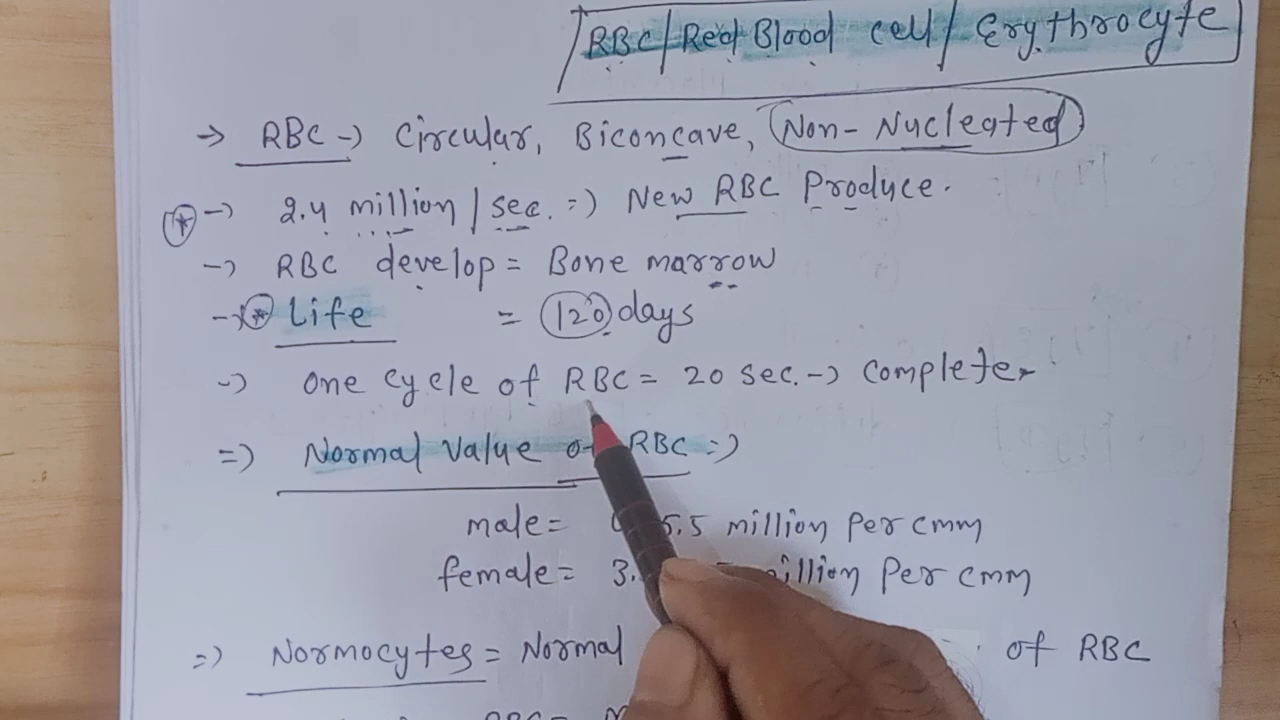 RBC/Red Blood cell/Erythrocyte
→ RBC → Circular, Biconcave, Non-Nucleated
* → 2.4 million/sec. ⇒ New RBC Produce.
→ RBC develop = Bone marrow
→ * Life = 120 days
→ One cycle of RBC = 20 sec. → Complete.
⇒ Normal Value of RBC ⇒
male = 5.5 million Per cmm
female = 3. million Per cmm
⇒ Normocytes = Normal of RBC